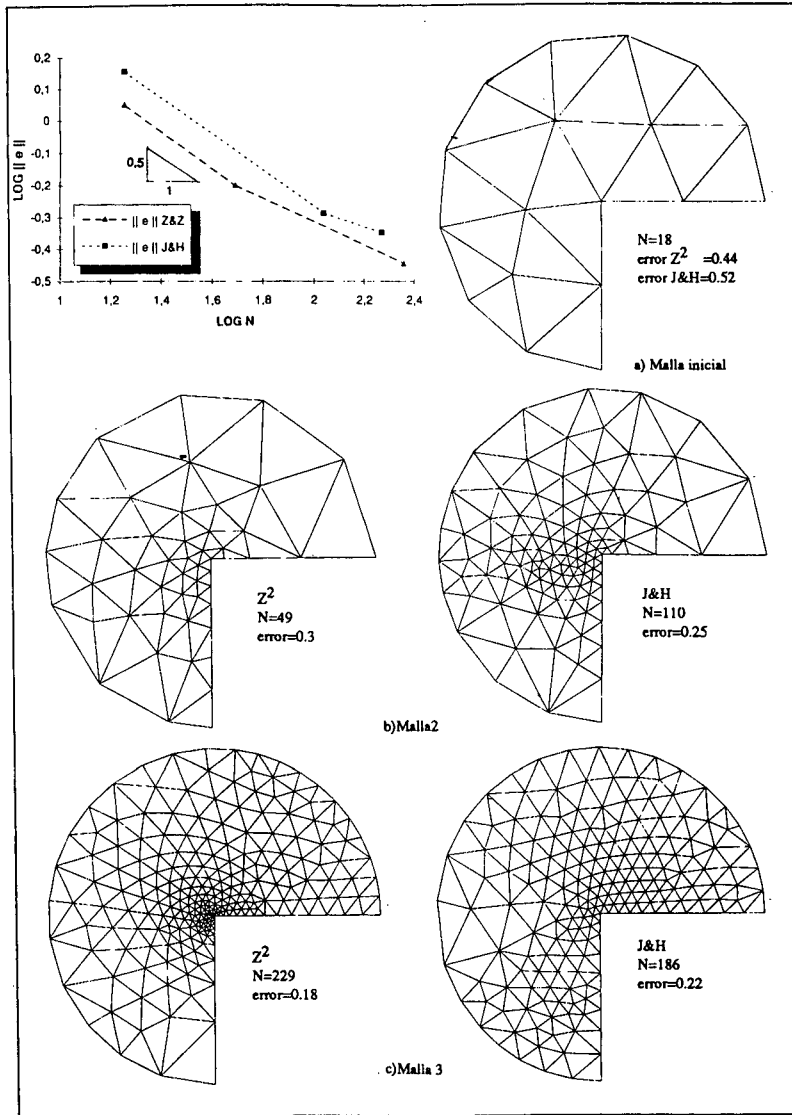 0,2
0,1
0
-0,1
-0,2
-0,3
-0,4
-0,5
LOG || e ||
0,5
1
|| e || Z&Z
|| e || J&H
1
1,2
1,4
1,6
1,8
2
2,2
2,4
LOG N
N=18
error Z² =0.44
error J&H=0.52
a) Malla inicial
Z²
N=49
error=0.3
J&H
N=110
error=0.25
b)Malla2
Z²
N=229
error=0.18
J&H
N=186
error=0.22
c)Malla 3